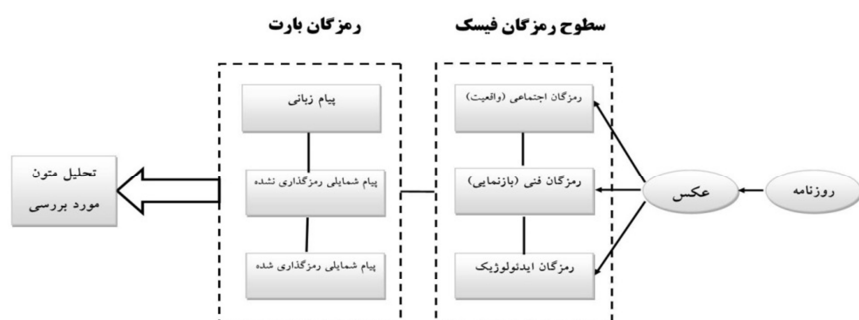 سطوح رمزگان فیسک
رمزگان بارت
روزنامه
عکس
رمزگان اجتماعی (واقعیت)
رمزگان فنی (بازنمایی)
رمزگان ایدئولوژیک
پیام زبانی
پیام شمایلی رمزگذاری نشده
پیام شمایلی رمزگذاری شده
تحلیل متون
مورد بررسی